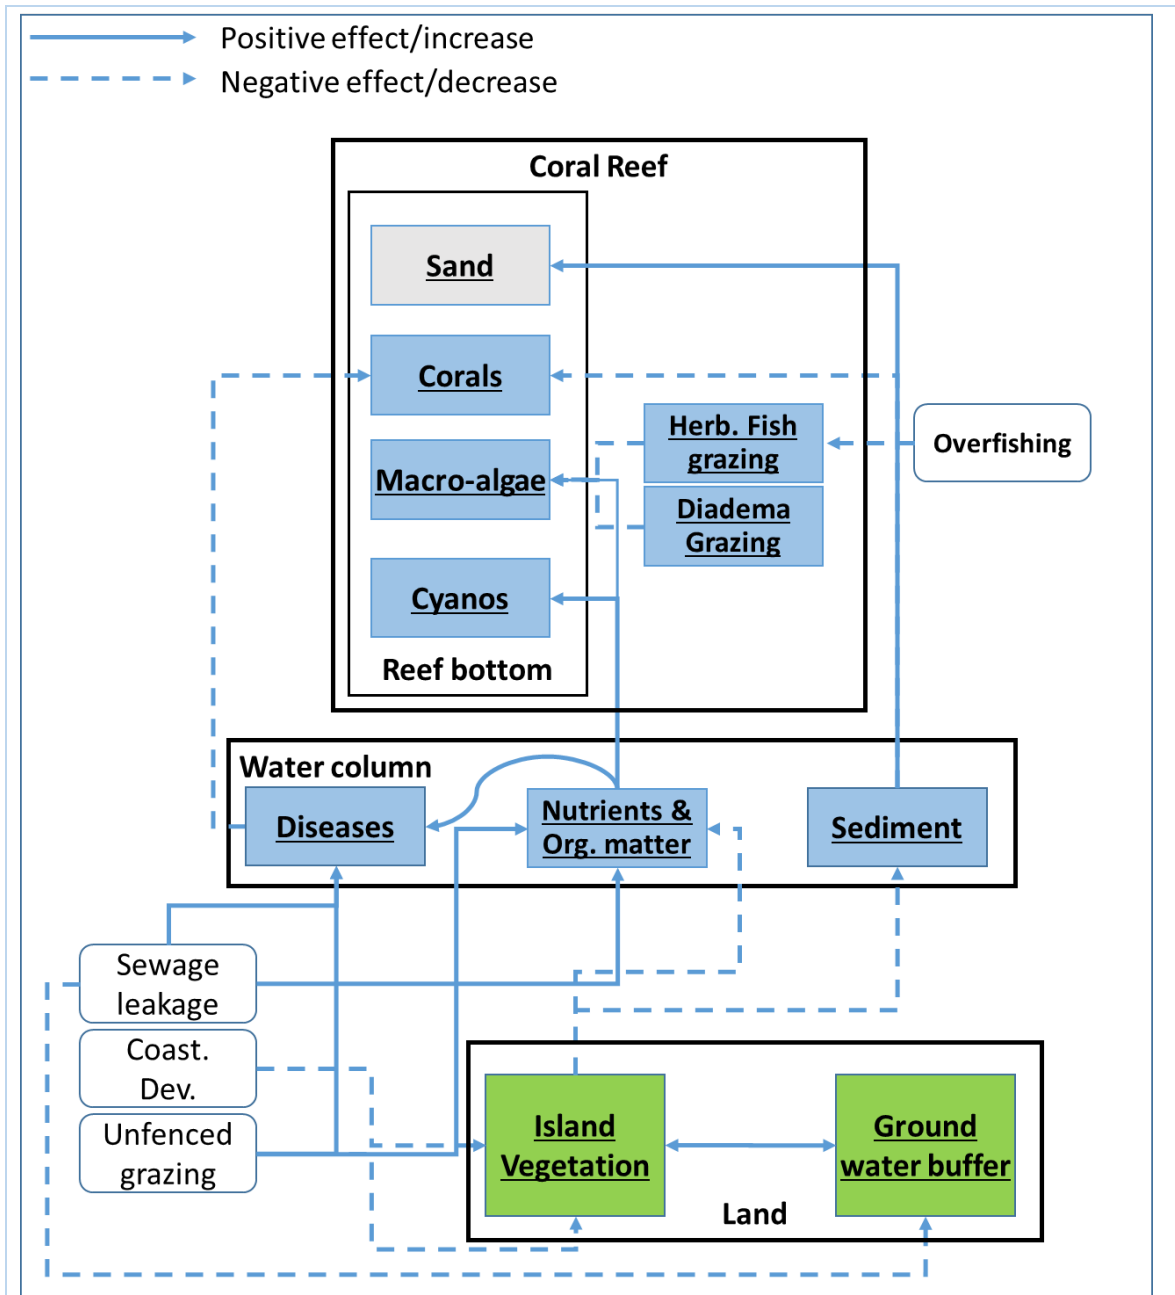 Positive effect/increase
Negative effect/decrease
Coral Reef
Sand
Corals
Herb. Fish
grazing
Overfishing
Macro-algae
Diadema
Grazing
Cyanos
Reef bottom
Water column
Diseases
Nutrients &
Org. matter
Sediment
Sewage
leakage
Coast.
Dev.
Unfenced
grazing
Island
Vegetation
Ground
water buffer
Land